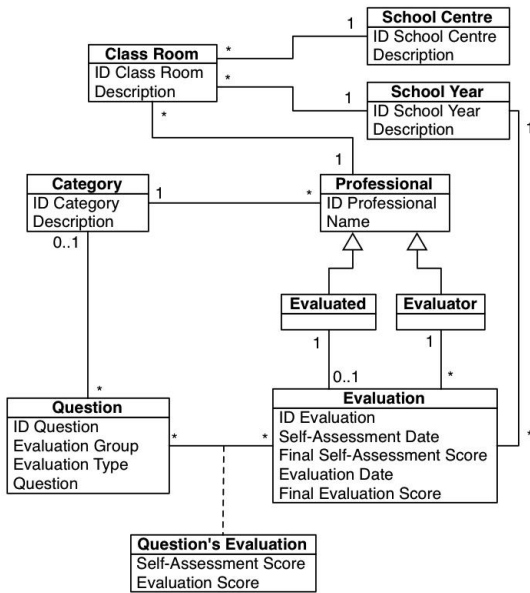 School Centre
ID School Centre
Description
1
*
Class Room
ID Class Room
Description
*
1
School Year
ID School Year
Description
1
*
1
Category
ID Category
Description
1
*
Professional
ID Professional
Name
0..1
Evaluated
Evaluator
1
1
0..1
*
*
Question
ID Question
Evaluation Group
Evaluation Type
Question
*
*
Evaluation
ID Evaluation
Self-Assessment Date
Final Self-Assessment Score
Evaluation Date
Final Evaluation Score
*
Question's Evaluation
Self-Assessment Score
Evaluation Score